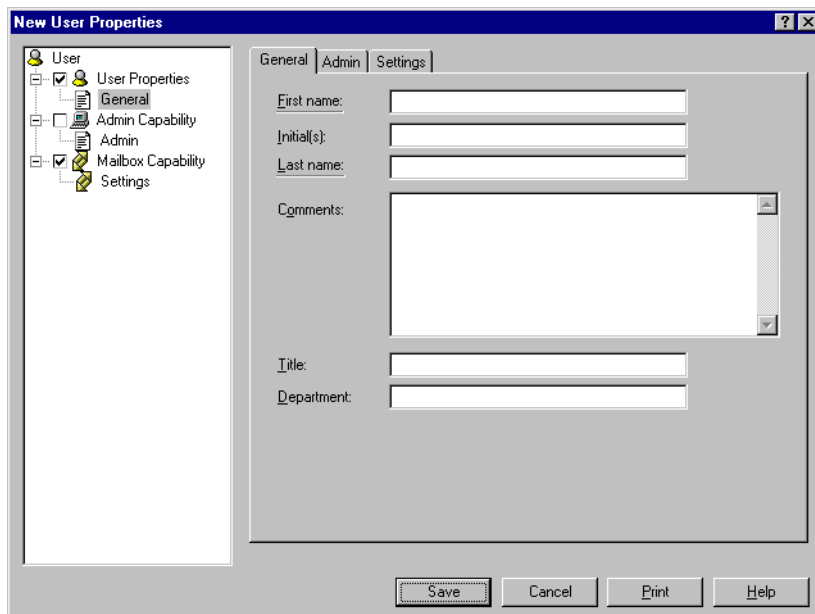 New User Properties
User
User Properties
General
Admin Capability
Admin
Mailbox Capability
Settings
General Admin Settings
First name:
Initial(s):
Last name:
Comments:
Title:
Department:
Save Cancel Print Help